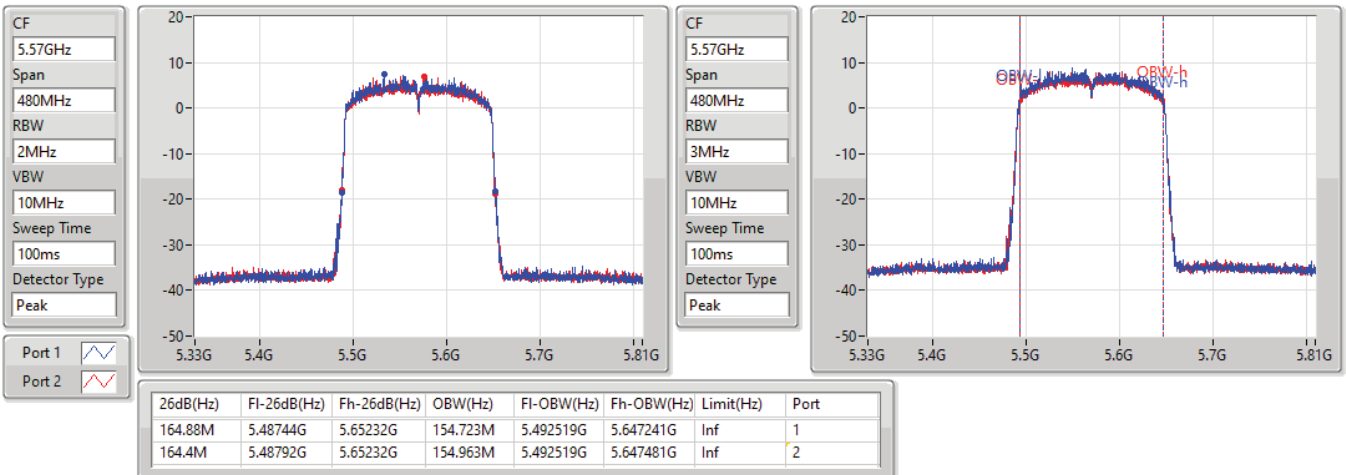 CF
5.57GHz
Span
480MHz
RBW
2MHz
VBW
10MHz
Sweep Time
100ms
Detector Type
Peak
Port 1
Port 2
20
10
0
-10
-20
-30
-40
-50
5.33G 5.4G 5.5G 5.6G 5.7G 5.81G
CF
5.57GHz
Span
480MHz
RBW
3MHz
VBW
10MHz
Sweep Time
100ms
Detector Type
Peak
20
10
0
-10
-20
-30
-40
-50
OBW-h
OBW-h
5.33G 5.4G 5.5G 5.6G 5.7G 5.81G
26dB(Hz) Fl-26dB(Hz) Fh-26dB(Hz) OBW(Hz) Fl-OBW(Hz) Fh-OBW(Hz) Limit(Hz) Port
164.88M 5.48744G 5.65232G 154.723M 5.492519G 5.647241G Inf 1
164.4M 5.48792G 5.65232G 154.963M 5.492519G 5.647481G Inf 2